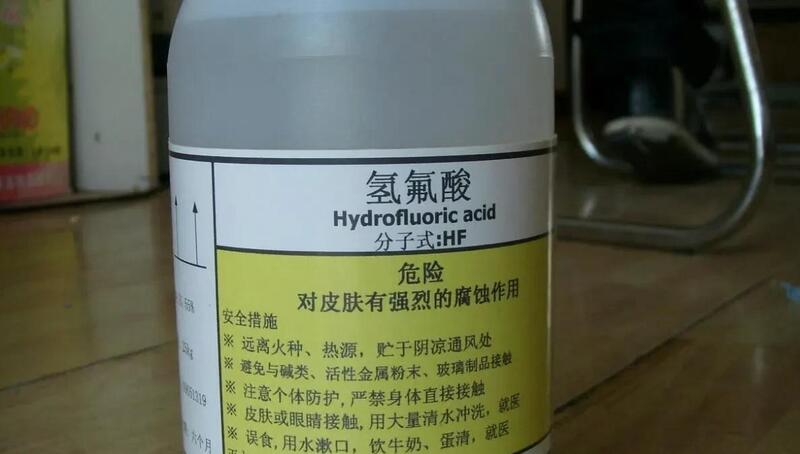 氢氟酸
Hydrofluoric acid
分子式:HF
危险
对皮肤有强烈的腐蚀作用
安全措施
※ 远离火种、热源，贮于阴凉通风处
※ 避免与碱类、活性金属粉末、玻璃制品接触
※ 注意个体防护,严禁身体直接接触
※ 皮肤或眼睛接触,用大量清水冲洗，就医
※ 误食,用水漱口，饮牛奶、蛋清，就医
55%
25kg
六个月